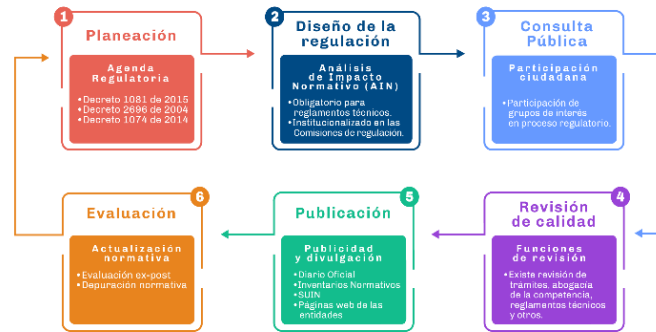 1
Planeación
Agenda
Regulatoria
• Decreto 1081 de 2015
• Decreto 2696 de 2004
• Decreto 1074 de 2014
2
Diseño de la
regulación
Análisis
de Impacto
Normativo (AIN)
• Obligatorio para
reglamentos técnicos.
• Institucionalizado en las
Comisiones de regulación.
3
Consulta
Pública
Participación
ciudadana
• Participación de
grupos de interés
en proceso regulatorio.
4
Revisión
de calidad
Funciones
de revisión
• Existe revisión de
trámites, abogacía
de la competencia,
reglamentos técnicos
y otros.
5
Publicación
Publicidad
y divulgación
• Diario Oficial
• Inventarios Normativos
• SUIN
• Páginas web de las
entidades
6
Evaluación
Actualización
normativa
• Evaluación ex-post
• Depuración normativa